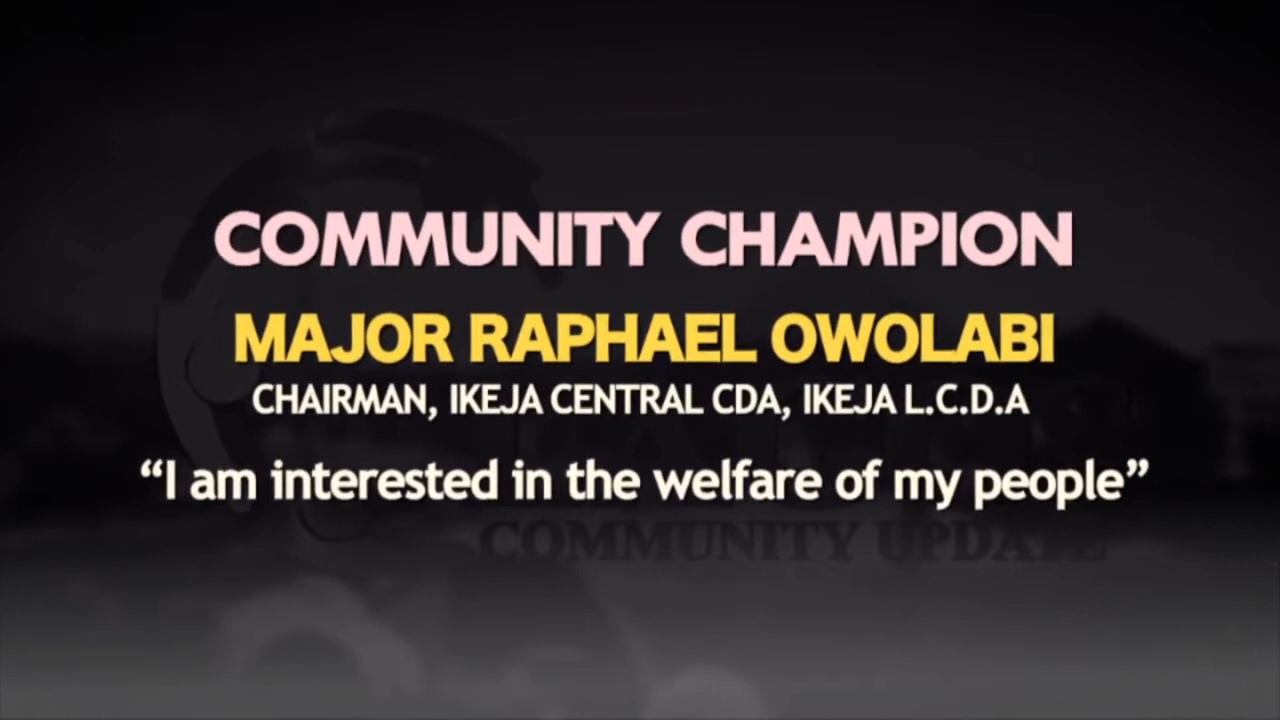 COMMUNITY CHAMPION
MAJOR RAPHAEL OWOLABI
CHAIRMAN, IKEJA CENTRAL CDA, IKEJA L.C.D.A
“I am interested in the welfare of my people”
COMMUNITY UPDATE